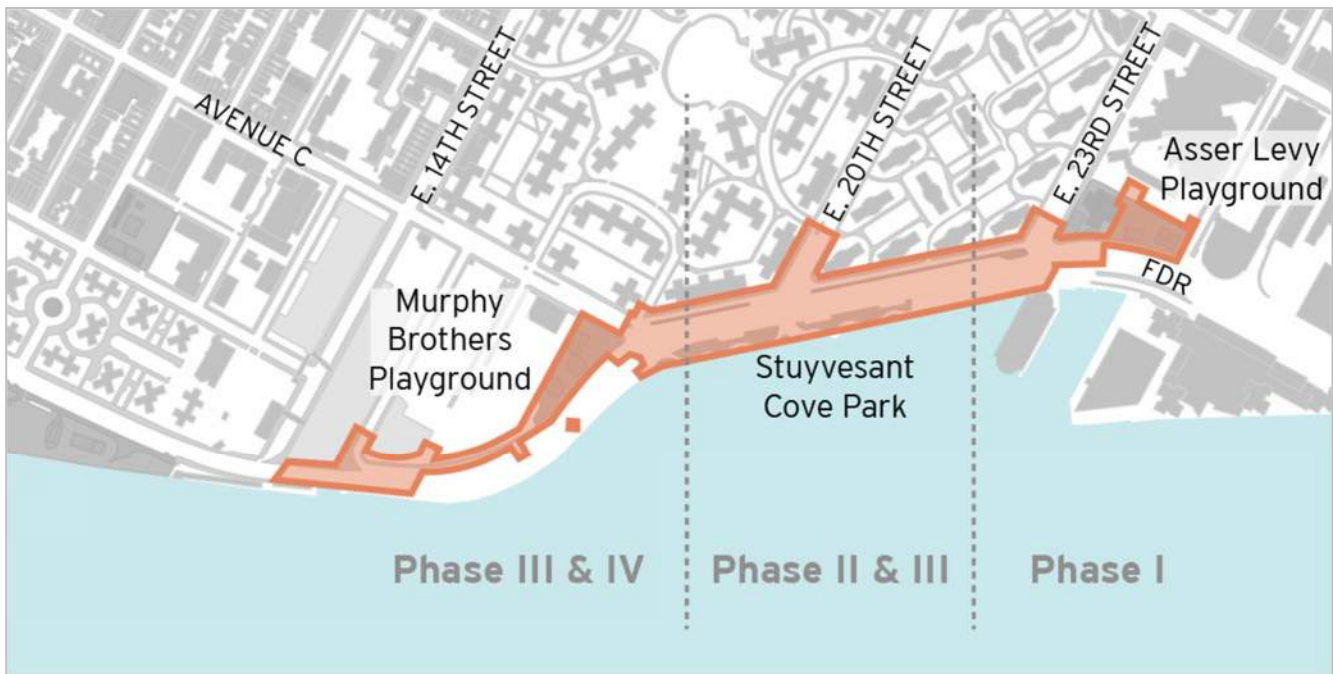 AVENUE C
E. 14TH STREET
E. 20TH STREET
E. 23RD STREET
Asser Levy
Playground
FDR
Murphy
Brothers
Playground
Stuyvesant
Cove Park
Phase III & IV
Phase II & III
Phase I